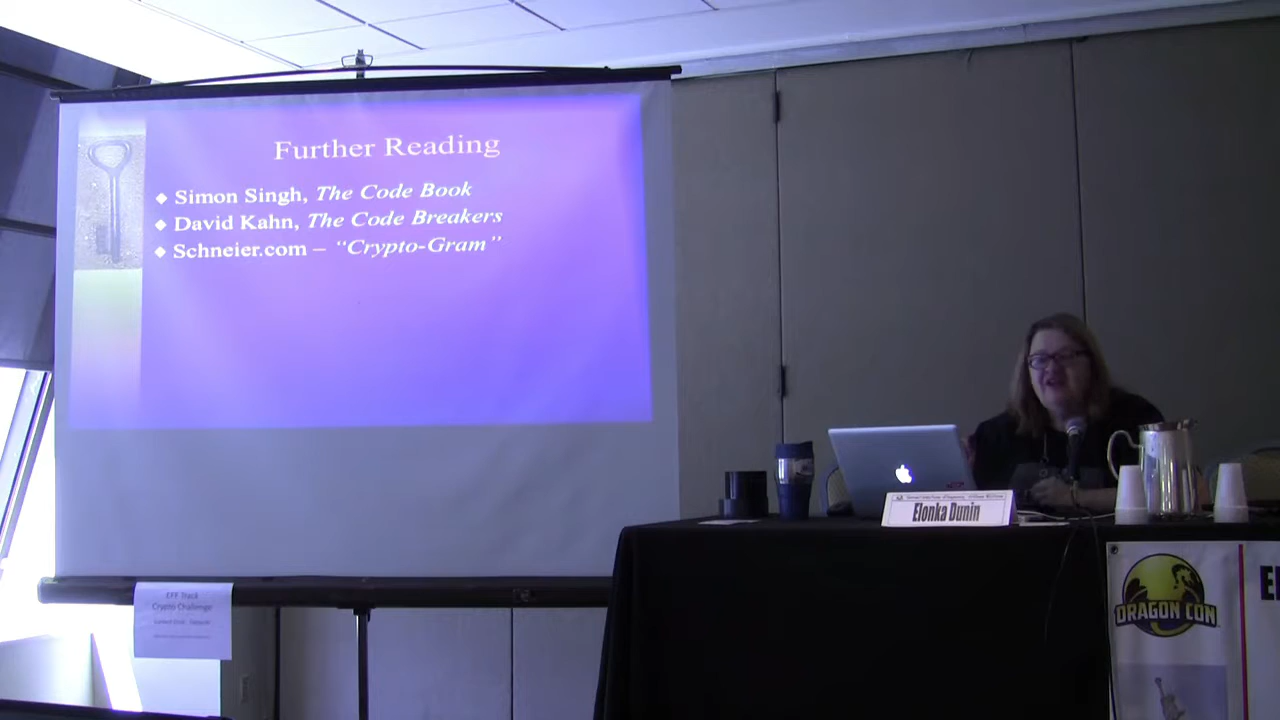 Further Reading
◆ Simon Singh, The Code Book
◆ David Kahn, The Code Breakers
◆ Schneier.com – “Crypto-Gram”
Elonka Dunin
EFF Track
Crypto Challenge
DRAGON CON